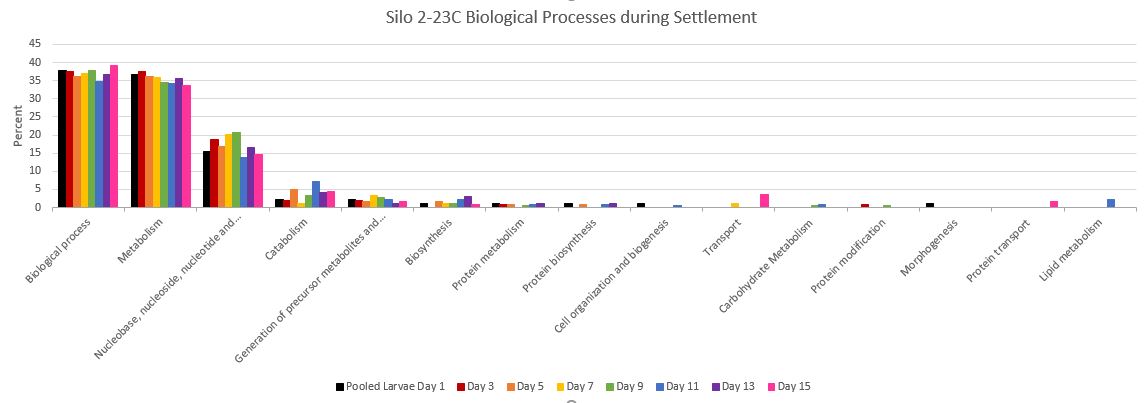 Silo 2-23C Biological Processes during Settlement
45
40
35
30
25
20
15
10
5
0
Percent
Biological process
Metabolism
Nucleobase, nucleoside, nucleotide and...
Catabolism
Generation of precursor metabolites and...
Biosynthesis
Protein metabolism
Protein biosynthesis
Cell organization and biogenesis
Transport
Carbohydrate Metabolism
Protein modification
Morphogenesis
Protein transport
Lipid metabolism
Pooled Larvae Day 1 Day 3 Day 5 Day 7 Day 9 Day 11 Day 13 Day 15